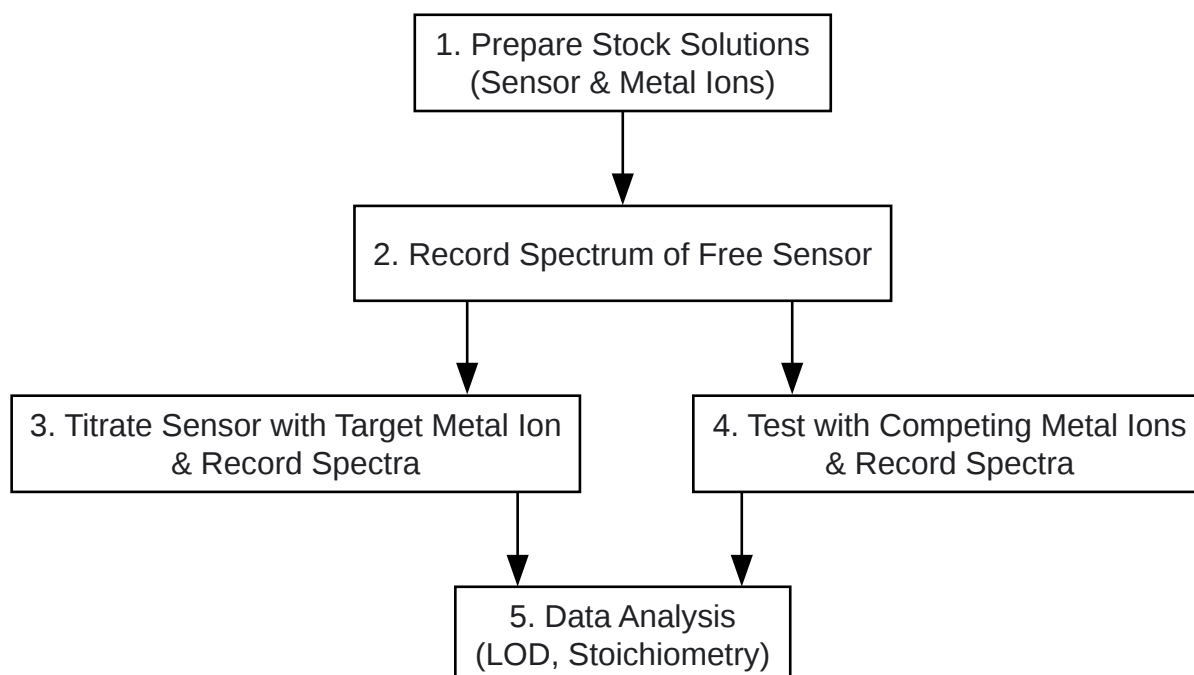 1. Prepare Stock Solutions
(Sensor & Metal Ions)
2. Record Spectrum of Free Sensor
3. Titrate Sensor with Target Metal Ion
& Record Spectra
4. Test with Competing Metal Ions
& Record Spectra
5. Data Analysis
(LOD, Stoichiometry)